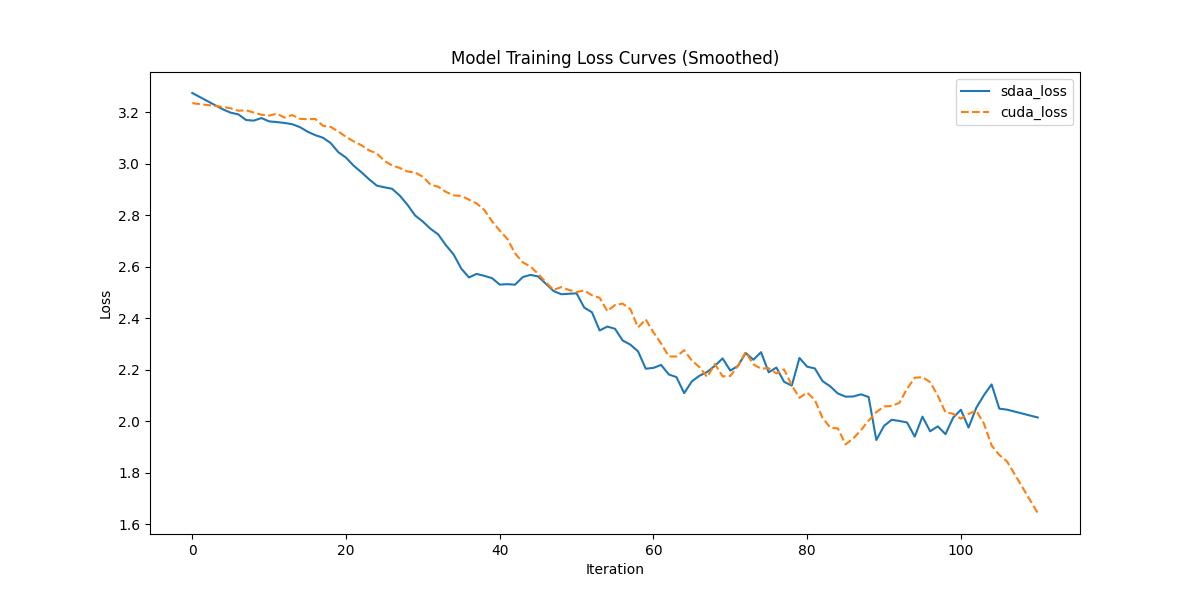 Model Training Loss Curves (Smoothed)
sdaa_loss
cuda_loss
Loss
3.2
3.0
2.8
2.6
2.4
2.2
2.0
1.8
1.6
0 20 40 60 80 100
Iteration